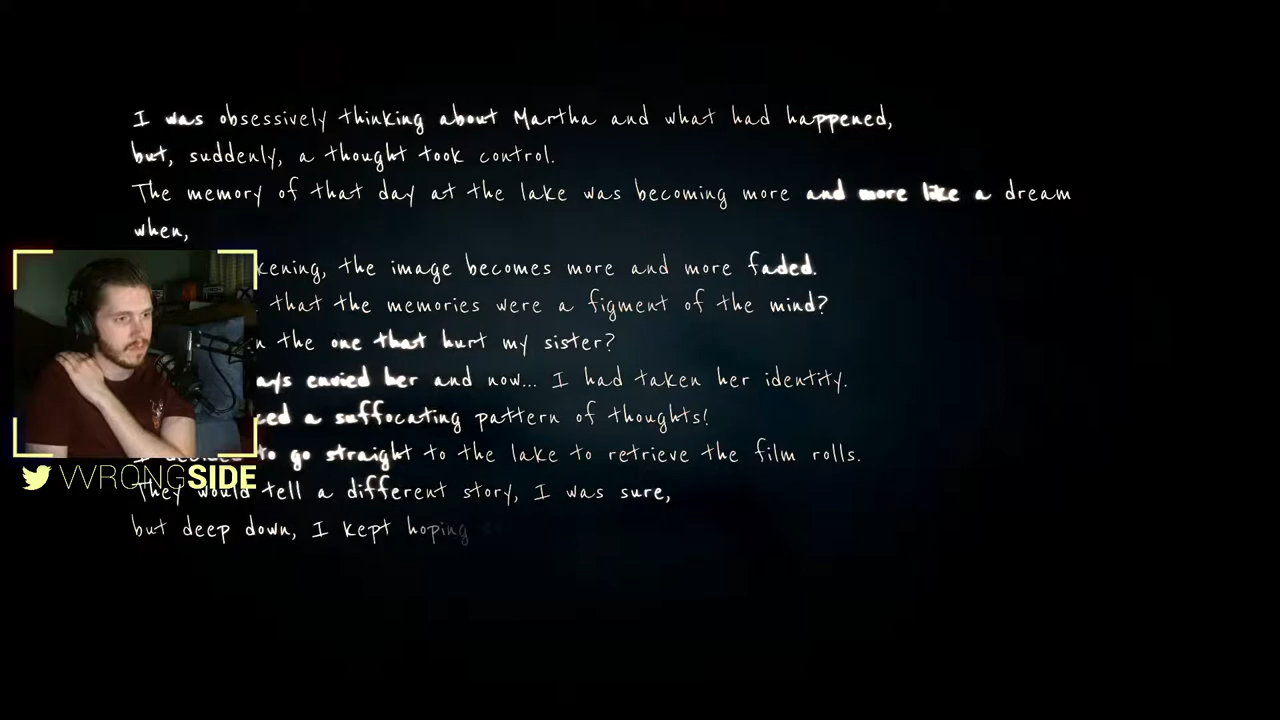 I was obsessively thinking about Martha and what had happened,
but, suddenly, a thought took control.
The memory of that day at the lake was becoming more and more like a dream
when,
the image becomes more and more faded.
that the memories were a figment of the mind?
the one that hurt my sister?
envied her and now... I had taken her identity.
a suffocating pattern of thoughts!
to go straight to the lake to retrieve the film rolls.
They would tell a different story, I was sure,
VVRONGSIDE
but deep down, I kept hoping